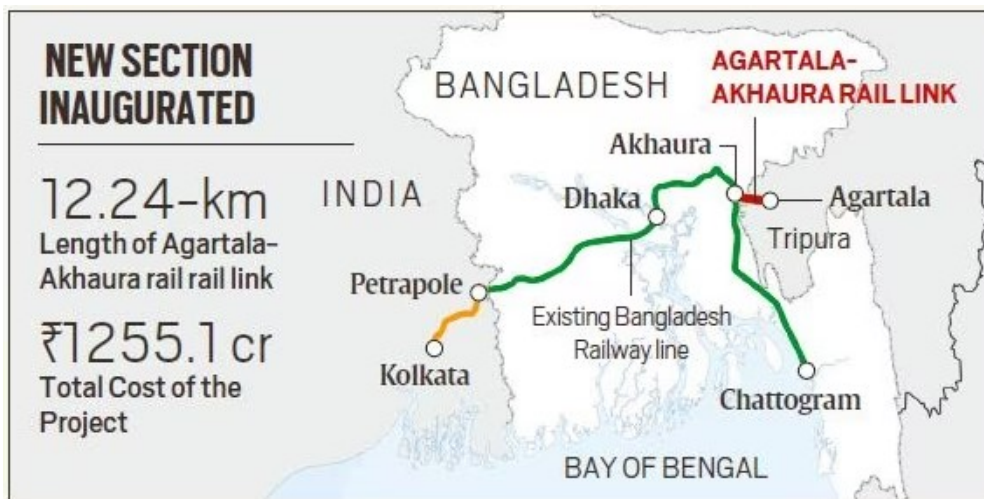 NEW SECTION
INAUGURATED
12.24-km
Length of Agartala-
Akhaura rail rail link
₹1255.1 cr
Total Cost of the
Project
BANGLADESH
AGARTALA-
AKHAURA RAIL LINK
INDIA
Akhaura
Dhaka
Agartala
Tripura
Petrapole
Existing Bangladesh
Railway line
Kolkata
Chattogram
BAY OF BENGAL